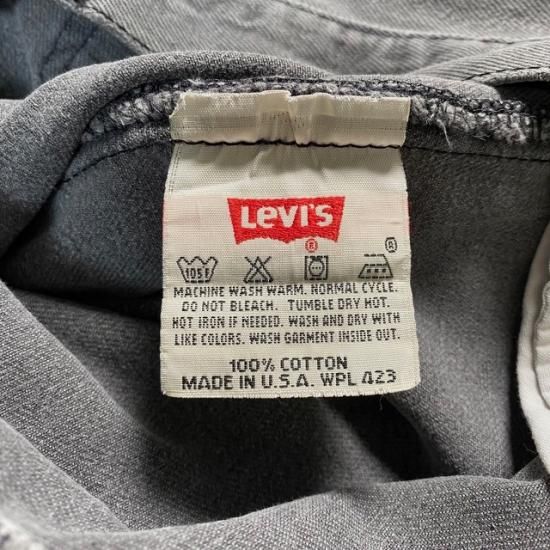 LEVI'S
®
105F
MACHINE WASH WARM. NORMAL CYCLE.
DO NOT BLEACH. TUMBLE DRY HOT.
HOT IRON IF NEEDED. WASH AND DRY WITH
LIKE COLORS. WASH GARMENT INSIDE OUT.
100% COTTON
MADE IN U.S.A. WPL 423